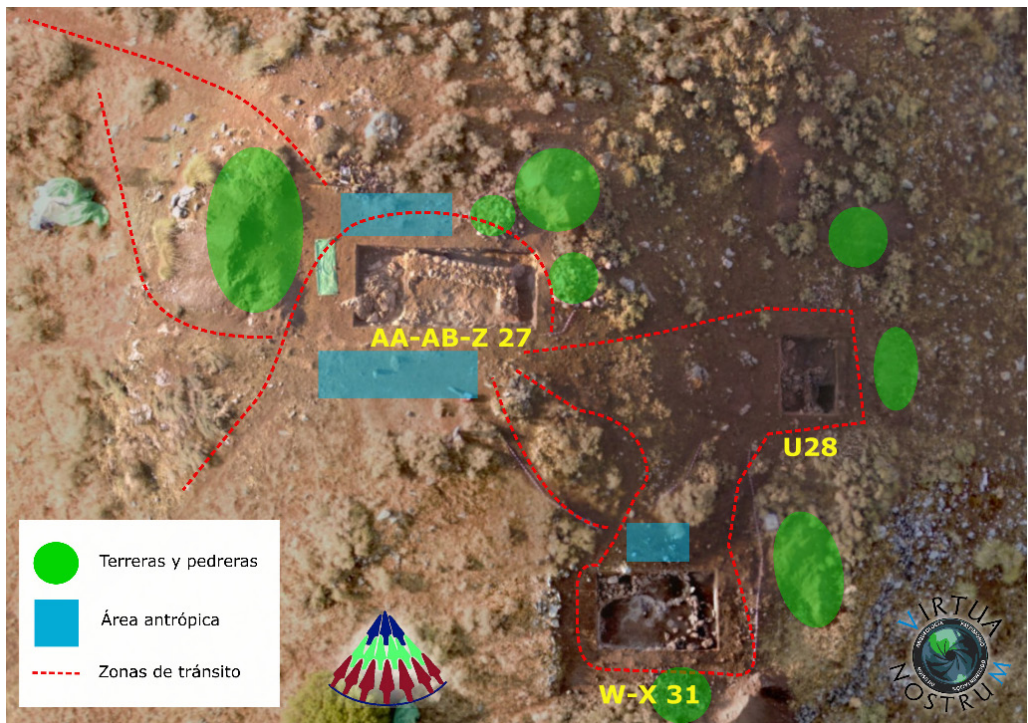 AA-AB-Z 27
U28
Terreras y pedreras
Área antrópica
Zonas de tránsito
W-X 31
VIRTUA
NOSTRUM